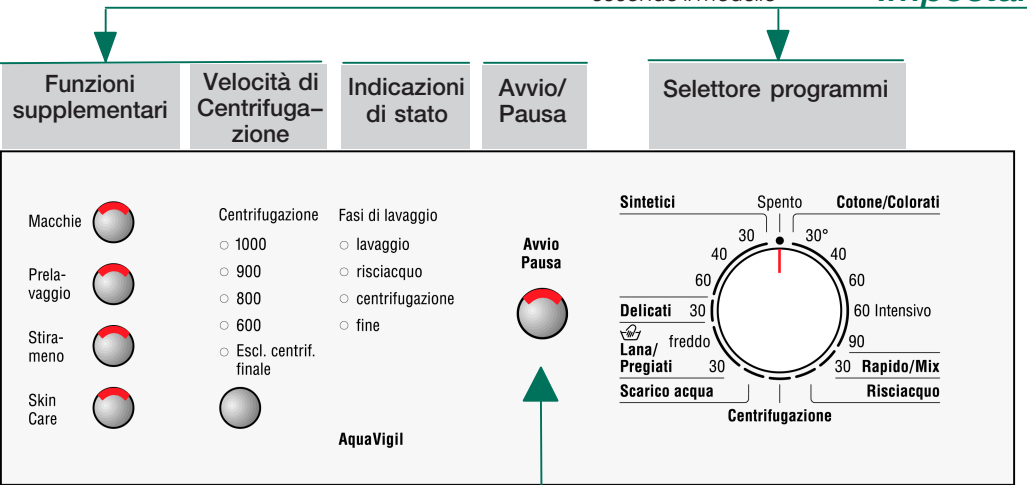 Funzioni
supplementari
Velocità di
Centrifuga–
zione
Indicazioni
di stato
Avvio/
Pausa
Selettore programmi
Macchie
Prela-
vaggio
Stira-
meno
Skin
Care
Centrifugazione
1000
900
800
600
Escl. centrif.
finale
Fasi di lavaggio
lavaggio
risciacquo
centrifugazione
fine
AquaVigil
Avvio
Pausa
Sintetici
Spento
Cotone/Colorati
30
30°
40
40
60
60
Delicati 30
60 Intensivo
freddo
90
Lana/
Pregiati 30
30 Rapido/Mix
Scarico acqua
Risciacquo
Centrifugazione